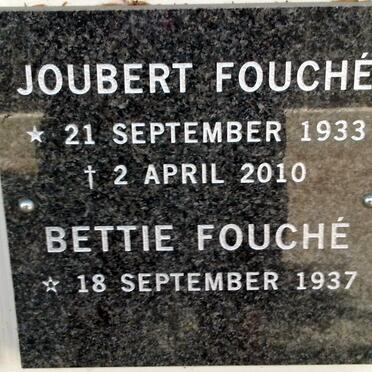 JOUBERT FOUCHÉ
★ 21 SEPTEMBER 1933
† 2 APRIL 2010
BETTIE FOUCHÉ
☆ 18 SEPTEMBER 1937